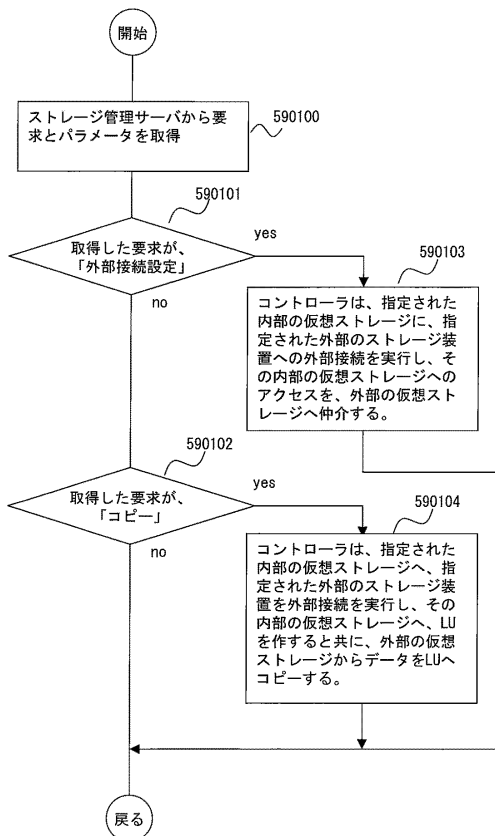 開始
ストレージ管理サーバから要
求とパラメータを取得
590100
590101
取得した要求が、
「外部接続設定」
yes
no
590103
コントローラは、指定された
内部の仮想ストレージに、指
定された外部のストレージ装
置への外部接続を実行し、そ
の内部の仮想ストレージへの
アクセスを、外部の仮想スト
レージへ仲介する。
590102
取得した要求が、
「コピー」
yes
no
590104
コントローラは、指定された
内部の仮想ストレージへ、指
定された外部のストレージ装
置を外部接続を実行し、その
内部の仮想ストレージへ、LU
を作すると共に、外部の仮想
ストレージからデータをLUへ
コピーする。
戻る